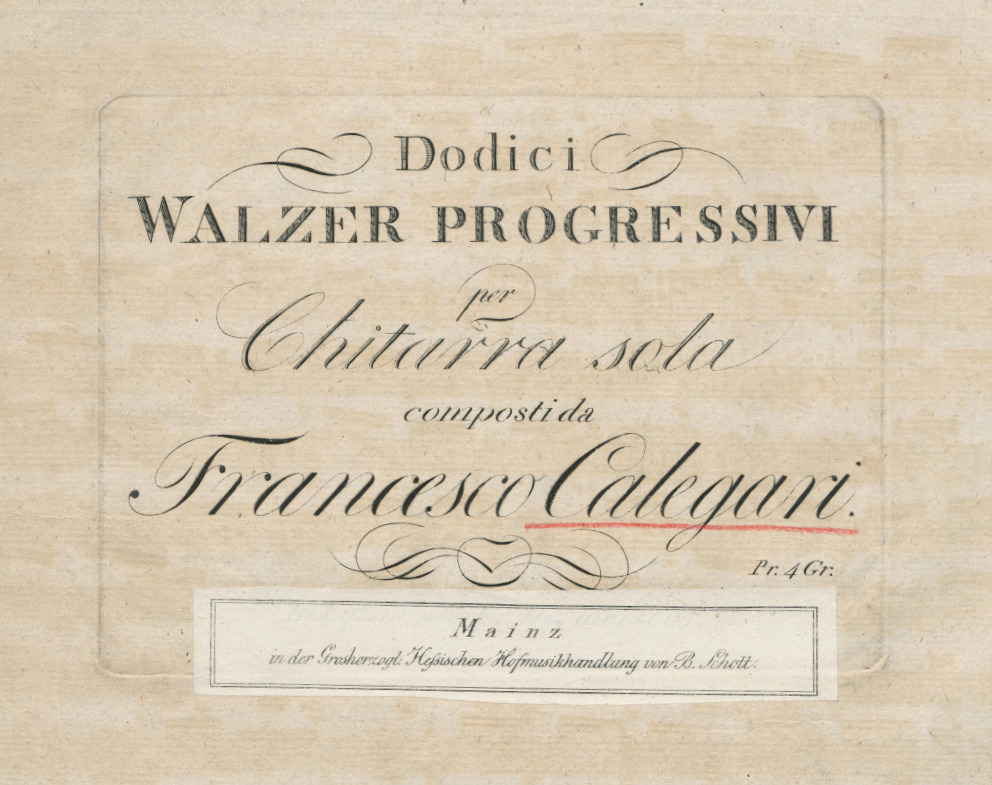 Dodici
WALZER PROGRESSIVI
per
Chitarra sola
composti da
Francesco Calegari.
Pr. 4 Gr.
Mainz
in der Grosherzogl: Heſsischen Hofmusikhandlung von B. Schott.